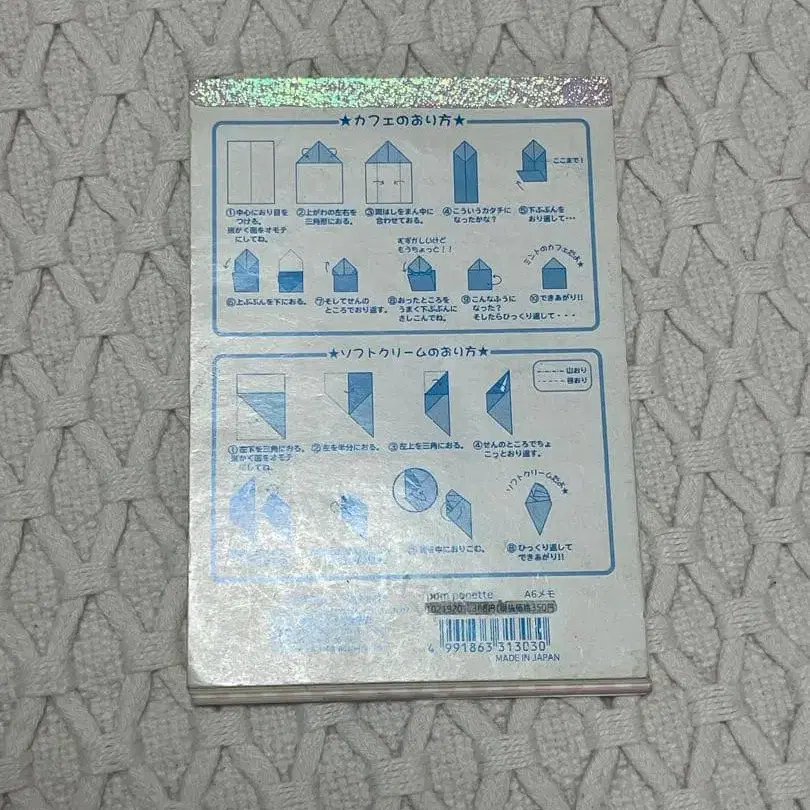 ★カフェのおり方★
①中心におり目を
つける。
※かく面をオモテ
にしてね。
②上がわの左右を
三角形におる。
③両はしをまん中に
合わせておる。
④こういうカタチに
なったかな?
ここまで!
⑤下ぶぶんを
おり返して・・・
⑥上ぶぶんを下におる。
⑦そしてせんの
ところでおり返す。
むずかしいけど
もうちょっと!!
⑧おったところを
うまく下ぶぶんに
さしこんでね。
⑨こんなふうに
なった?
そしたらひっくり返して・・・
ミントのカフェだよ★
⑩できあがり!!
★ソフトクリームのおり方★
山おり
谷おり
①左下を三角におる。
※かく面をオモテ
にしてね。
②左を半分におる。
③左上を三角におる。
④せんのところでちょ
こっとおり返す。
中におりこむ。
ソフトクリームだよ★
⑧ひっくり返して
できあがり!!
pom ponette
A6メモ
4 991863 313030
MADE IN JAPAN